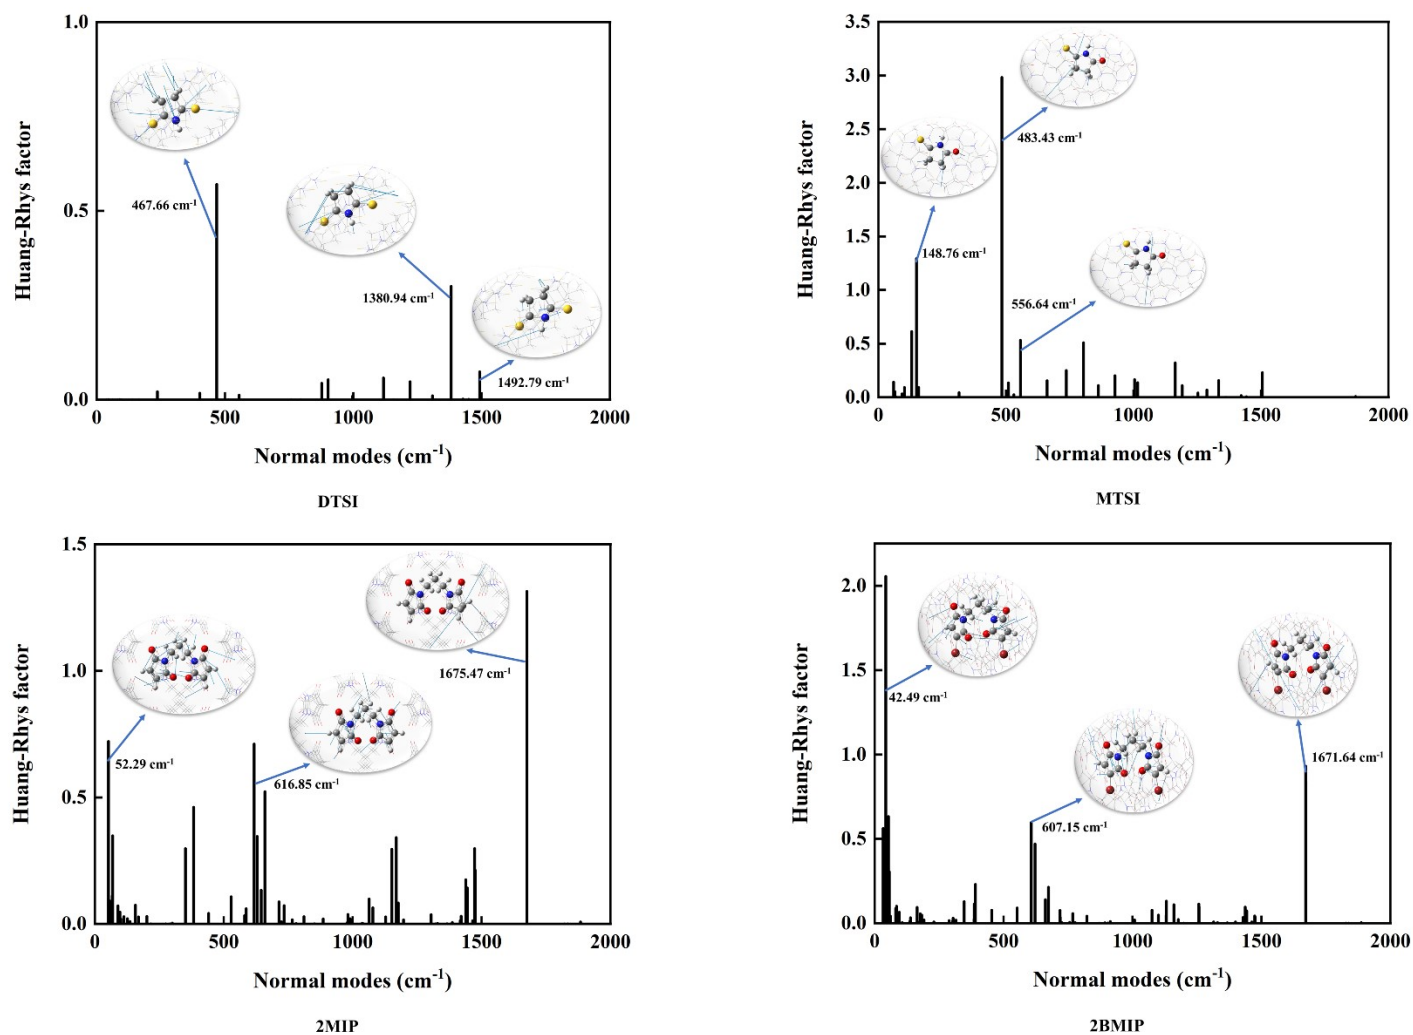 1.0
0.5
0.0
Huang-Rhys factor
467.66 cm⁻¹
1380.94 cm⁻¹
1492.79 cm⁻¹
0 500 1000 1500 2000
Normal modes (cm⁻¹)
DTSI
3.5
3.0
2.5
2.0
1.5
1.0
0.5
0.0
Huang-Rhys factor
483.43 cm⁻¹
148.76 cm⁻¹
556.64 cm⁻¹
0 500 1000 1500 2000
Normal modes (cm⁻¹)
MTSI
1.5
1.0
0.5
0.0
Huang-Rhys factor
1675.47 cm⁻¹
52.29 cm⁻¹
616.85 cm⁻¹
0 500 1000 1500 2000
Normal modes (cm⁻¹)
2MIP
2.0
1.5
1.0
0.5
0.0
Huang-Rhys factor
42.49 cm⁻¹
1671.64 cm⁻¹
607.15 cm⁻¹
0 500 1000 1500 2000
Normal modes (cm⁻¹)
2BMIP